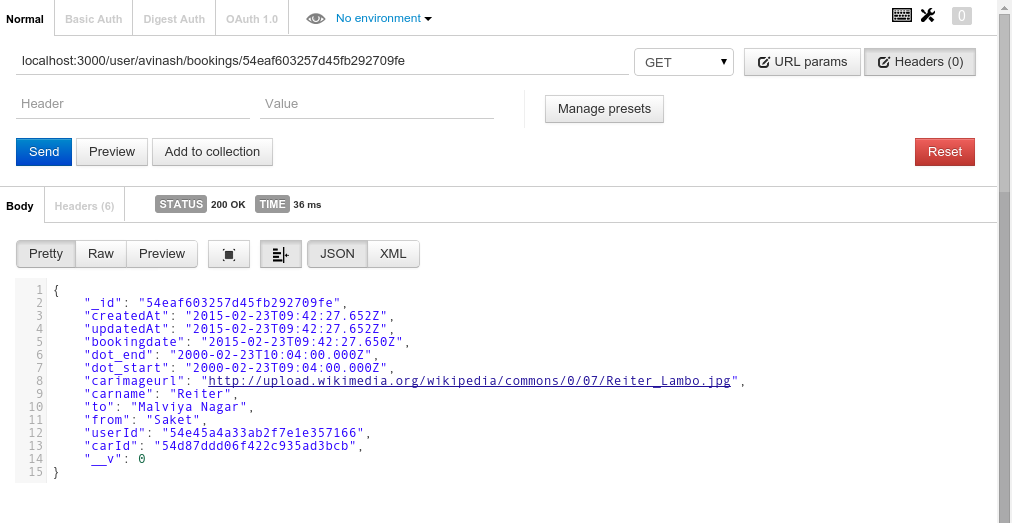 Normal Basic Auth Digest Auth OAuth 1.0 No environment 0
localhost:3000/user/avinash/bookings/54eaf603257d45fb292709fe GET URL params Headers (0)
Header Value Manage presets
Send Preview Add to collection Reset
Body Headers (6) STATUS 200 OK TIME 36 ms
Pretty Raw Preview JSON XML
1 {
2 "_id": "54eaf603257d45fb292709fe",
3 "createdAt": "2015-02-23T09:42:27.652Z",
4 "updatedAt": "2015-02-23T09:42:27.652Z",
5 "bookingdate": "2015-02-23T09:42:27.650Z",
6 "dot_end": "2000-02-23T10:04:00.000Z",
7 "dot_start": "2000-02-23T09:04:00.000Z",
8 "carimageurl": "http://upload.wikimedia.org/wikipedia/commons/0/07/Reiter_Lambo.jpg",
9 "carname": "Reiter",
10 "to": "Malviya Nagar",
11 "from": "Saket",
12 "userId": "54e45a4a33ab2f7e1e357166",
13 "carId": "54d87ddd06f422c935ad3bcb",
14 "__v": 0
15 }